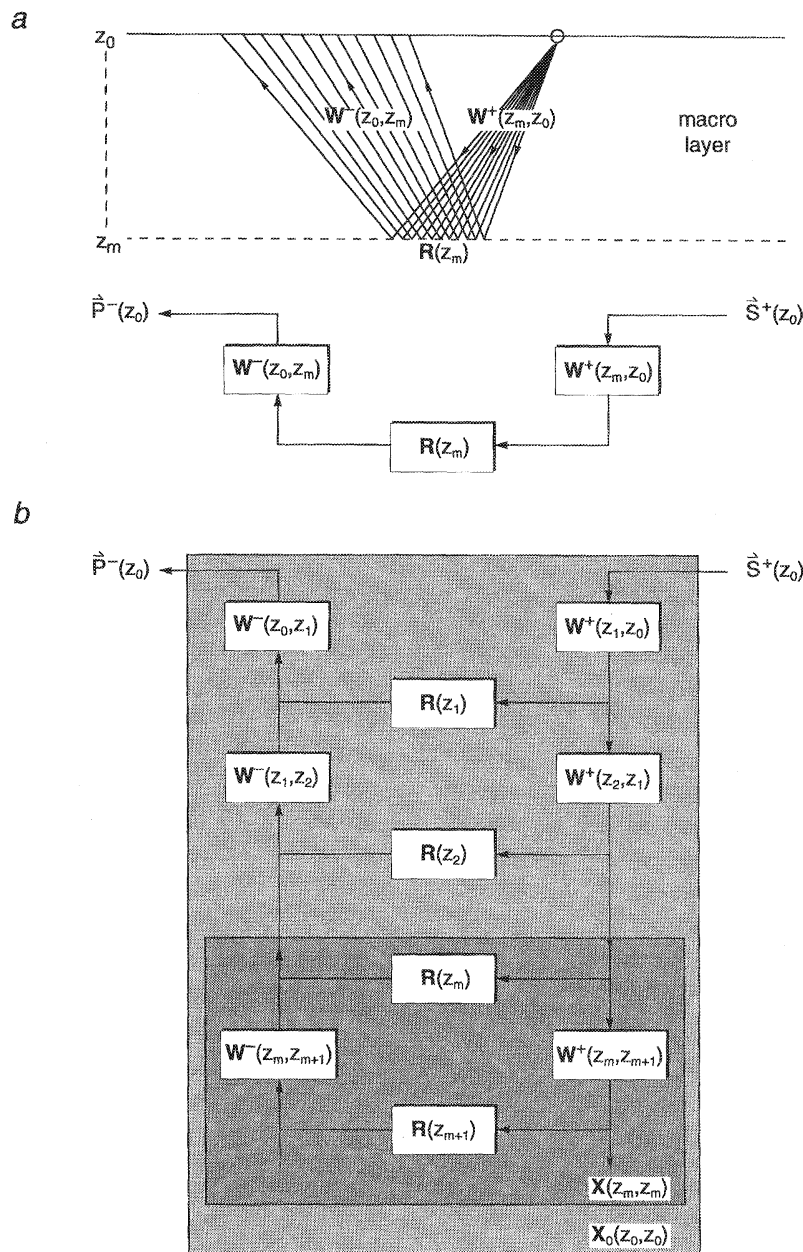 a
z₀
W⁻(z₀,zₘ) W⁺(zₘ,z₀)
macro
layer
zₘ
R(zₘ)
P⃗⁻(z₀) S⃗⁺(z₀)
W⁻(z₀,zₘ) W⁺(zₘ,z₀)
R(zₘ)
b
P⃗⁻(z₀) S⃗⁺(z₀)
W⁻(z₀,z₁) W⁺(z₁,z₀)
R(z₁)
W⁻(z₁,z₂) W⁺(z₂,z₁)
R(z₂)
R(zₘ)
W⁻(zₘ,zₘ₊₁) W⁺(zₘ,zₘ₊₁)
R(zₘ₊₁)
X(zₘ,zₘ)
X₀(z₀,z₀)